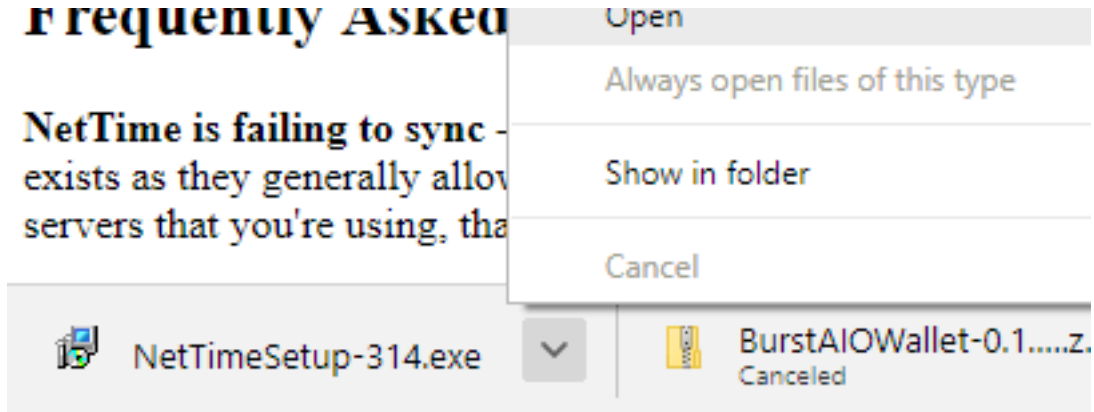 Frequently Asked
NetTime is failing to sync -
exists as they generally allow
servers that you're using, tha
Open
Always open files of this type
Show in folder
Cancel
NetTimeSetup-314.exe
BurstAIOWallet-0.1.....z.
Canceled